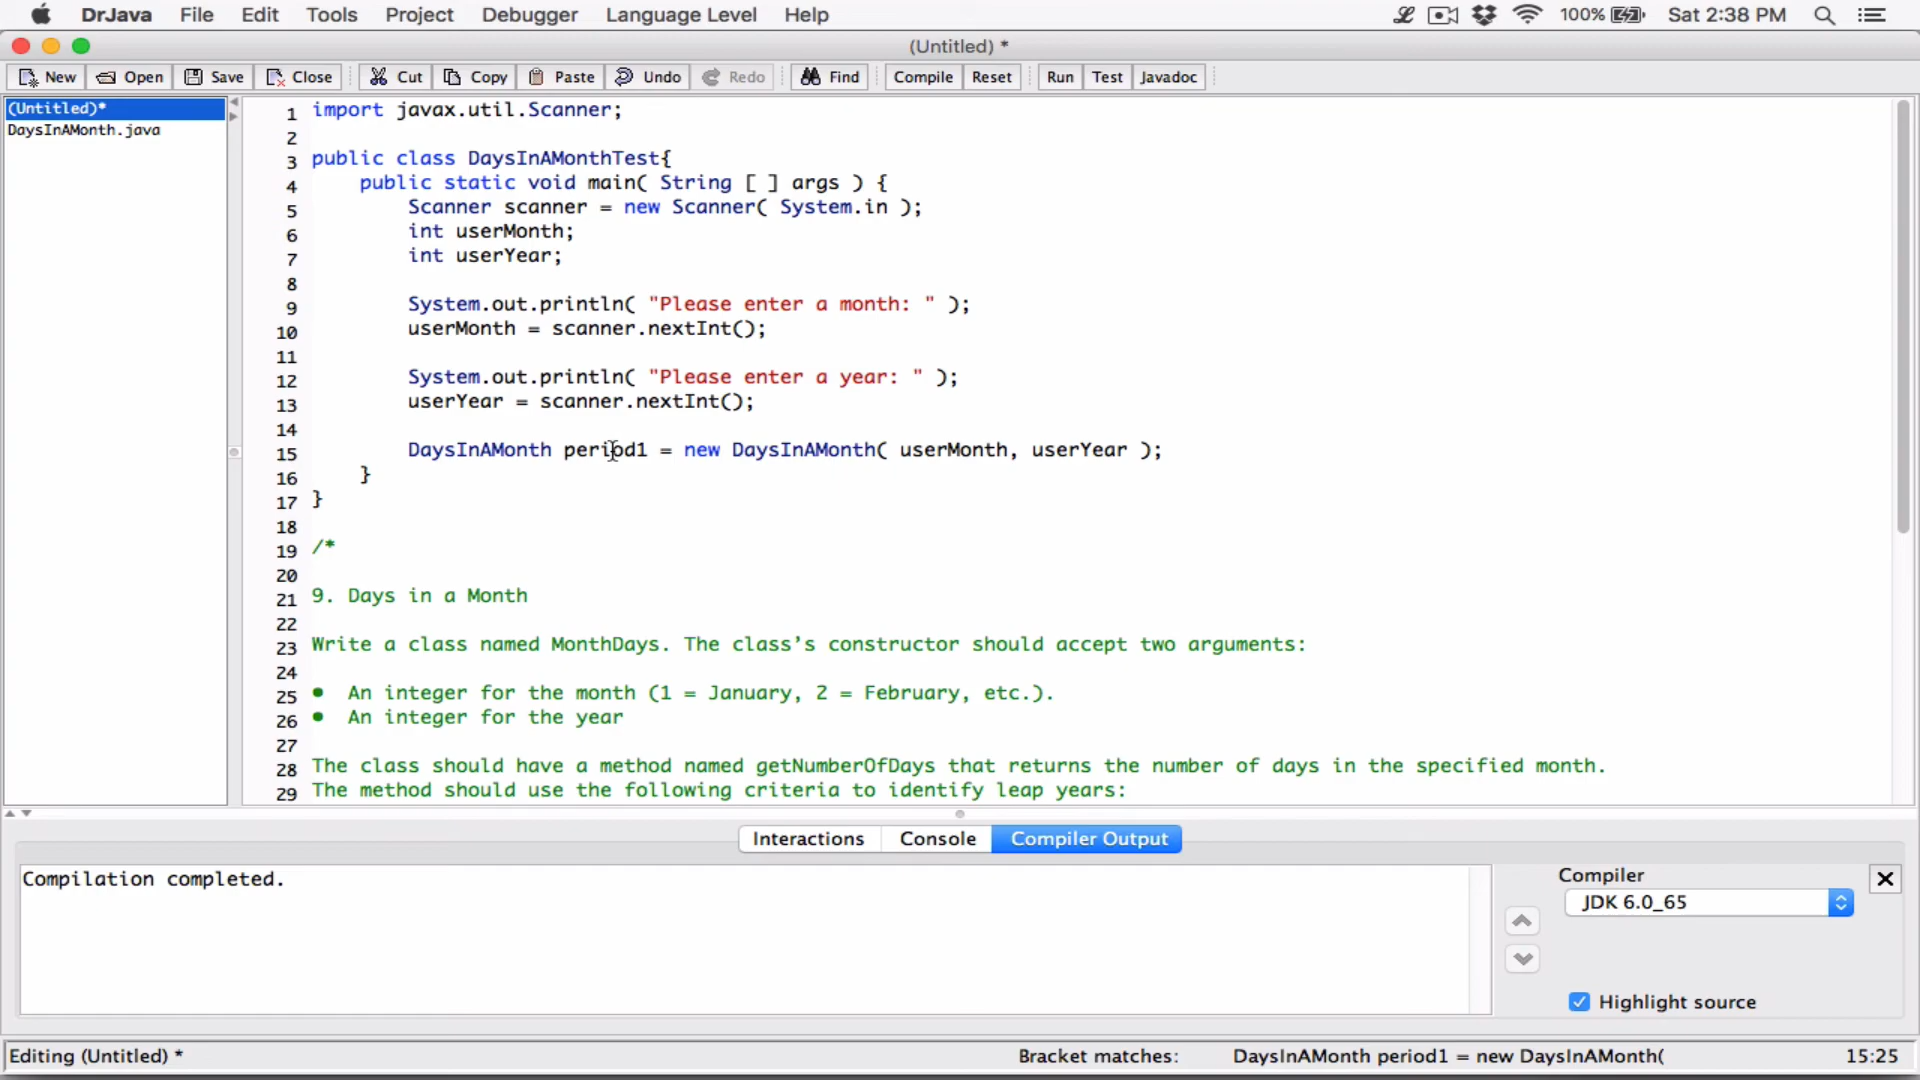 DrJava File Edit Tools Project Debugger Language Level Help 100% Sat 2:38 PM
(Untitled) *
New Open Save Close Cut Copy Paste Undo Redo Find Compile Reset Run Test Javadoc
(Untitled)*
DaysInAMonth.java
1 import javax.util.Scanner;
2
3 public class DaysInAMonthTest{
4 public static void main( String [ ] args ) {
5 Scanner scanner = new Scanner( System.in );
6 int userMonth;
7 int userYear;
8
9 System.out.println( "Please enter a month: " );
10 userMonth = scanner.nextInt();
11
12 System.out.println( "Please enter a year: " );
13 userYear = scanner.nextInt();
14
15 DaysInAMonth period1 = new DaysInAMonth( userMonth, userYear );
16 }
17 }
18
19 /*
20
21 9. Days in a Month
22
23 Write a class named MonthDays. The class’s constructor should accept two arguments:
24
25 • An integer for the month (1 = January, 2 = February, etc.).
26 • An integer for the year
27
28 The class should have a method named getNumberOfDays that returns the number of days in the specified month.
29 The method should use the following criteria to identify leap years:
Interactions Console Compiler Output
Compilation completed.
Compiler
JDK 6.0_65
Highlight source
Editing (Untitled) * Bracket matches: DaysInAMonth period1 = new DaysInAMonth( 15:25